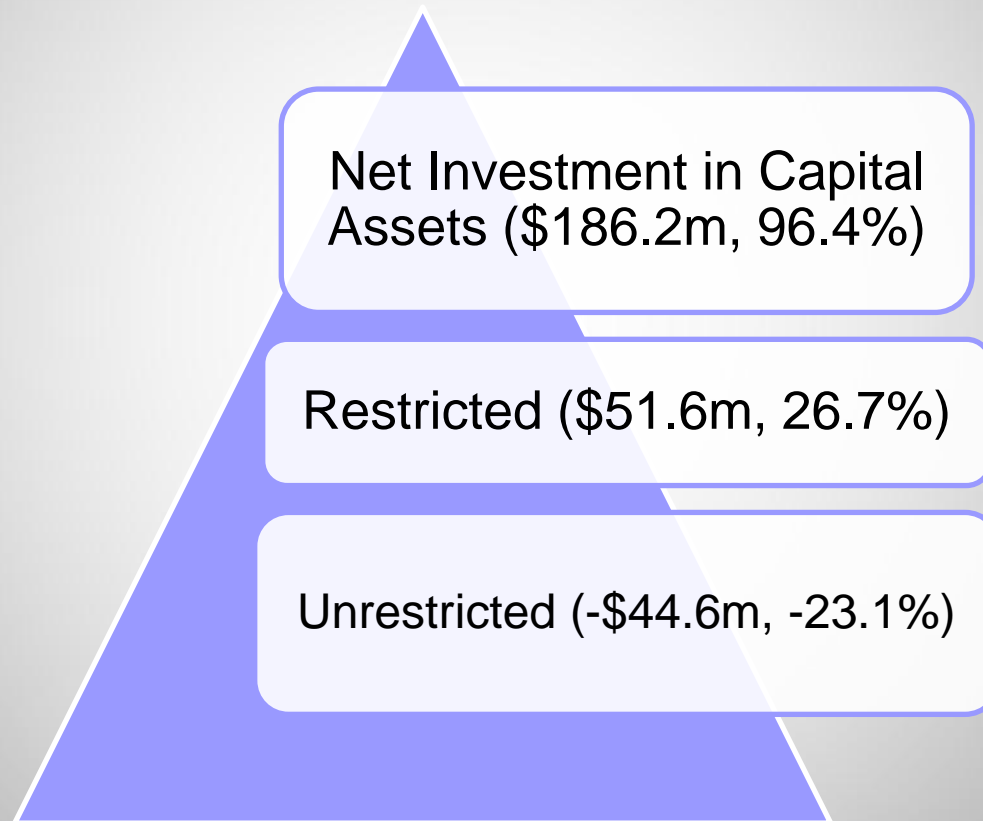 Net Investment in Capital
Assets ($186.2m, 96.4%)
Restricted ($51.6m, 26.7%)
Unrestricted (-$44.6m, -23.1%)